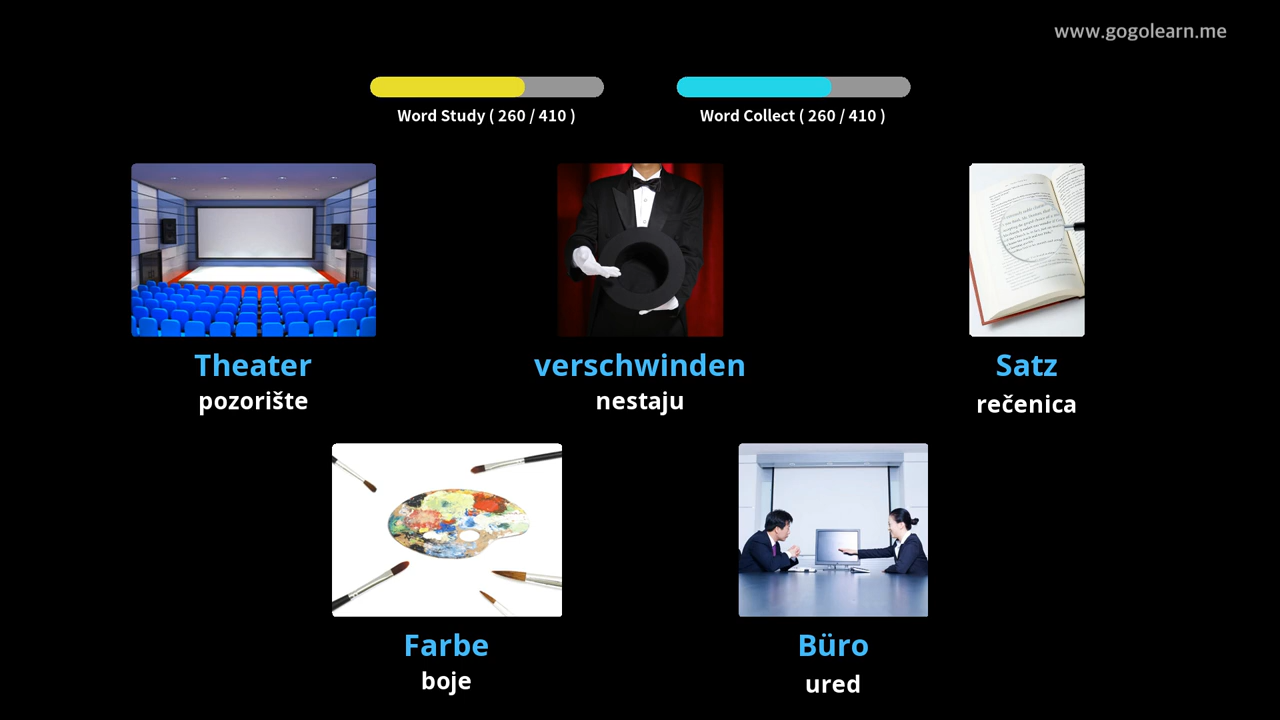 www.gogolearn.me
Word Study ( 260 / 410 )
Word Collect ( 260 / 410 )
Theater
pozorište
verschwinden
nestaju
Satz
rečenica
Farbe
boje
Büro
ured